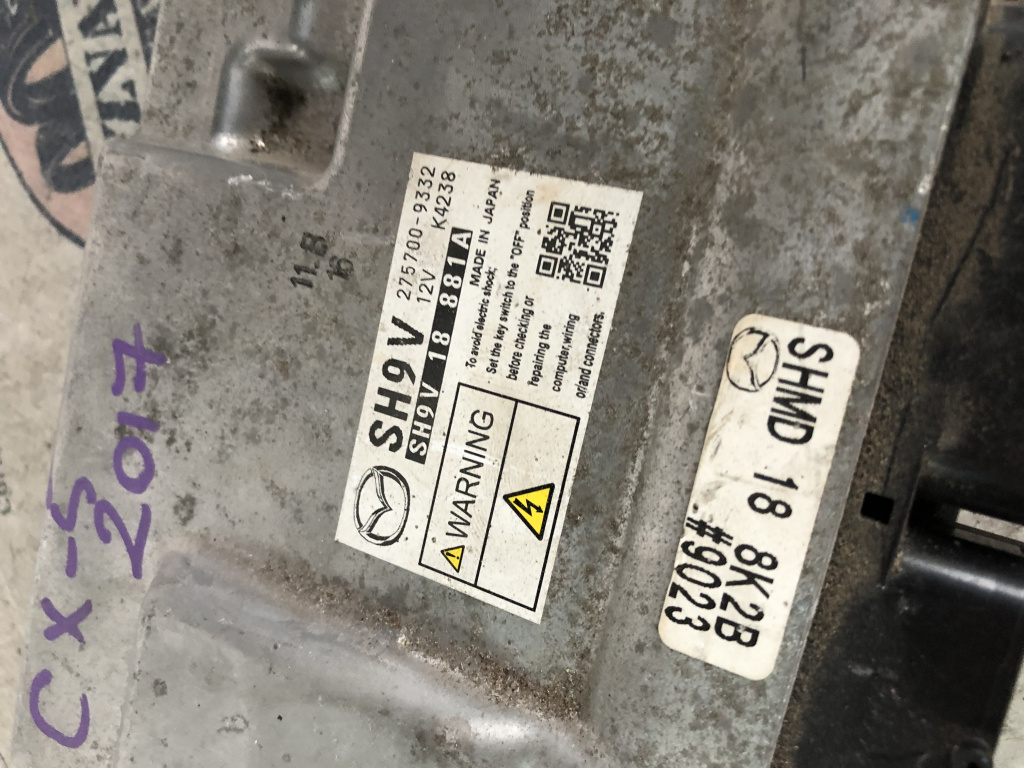 CX-5
2017
11.8
16
SH9V 275700-9332
12V K4238
SH9V 18 881A
MADE IN JAPAN
WARNING
To avoid electric shock;
Set the key switch to the "OFF" position
before checking or
repairing the
computer,wiring
or/and connectors.
SHMD 18 8K2B
#9023